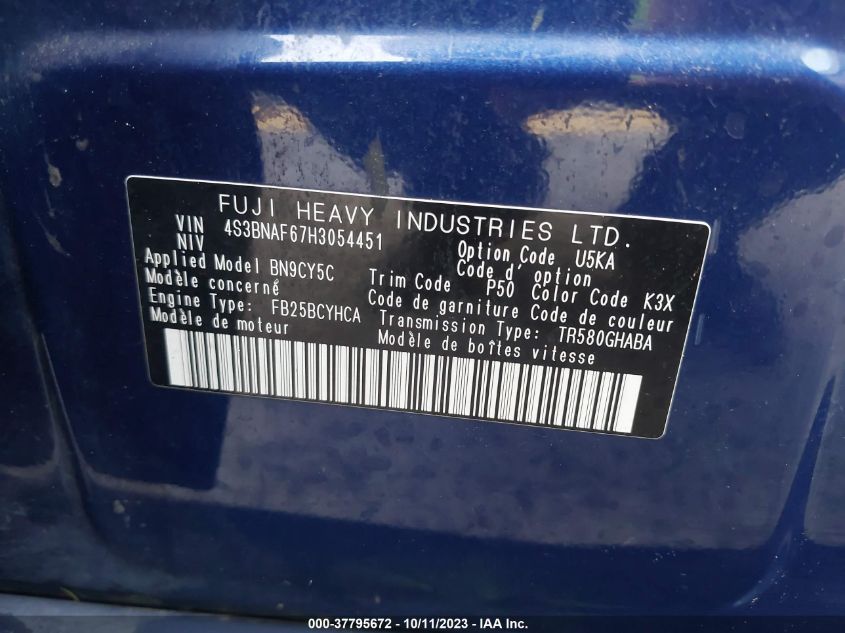 FUJI HEAVY INDUSTRIES LTD.
VIN 4S3BNAF67H3054451 Option Code U5KA
NIV Code d' option
Applied Model BN9CY5C Trim Code P50 Color Code K3X
Modèle concerné Code de garniture Code de couleur
Engine Type: FB25BCYHCA Transmission Type: TR580GHABA
Modèle de moteur Modèle de boîtes vitesse
000-37795672 - 10/11/2023 - IAA Inc.